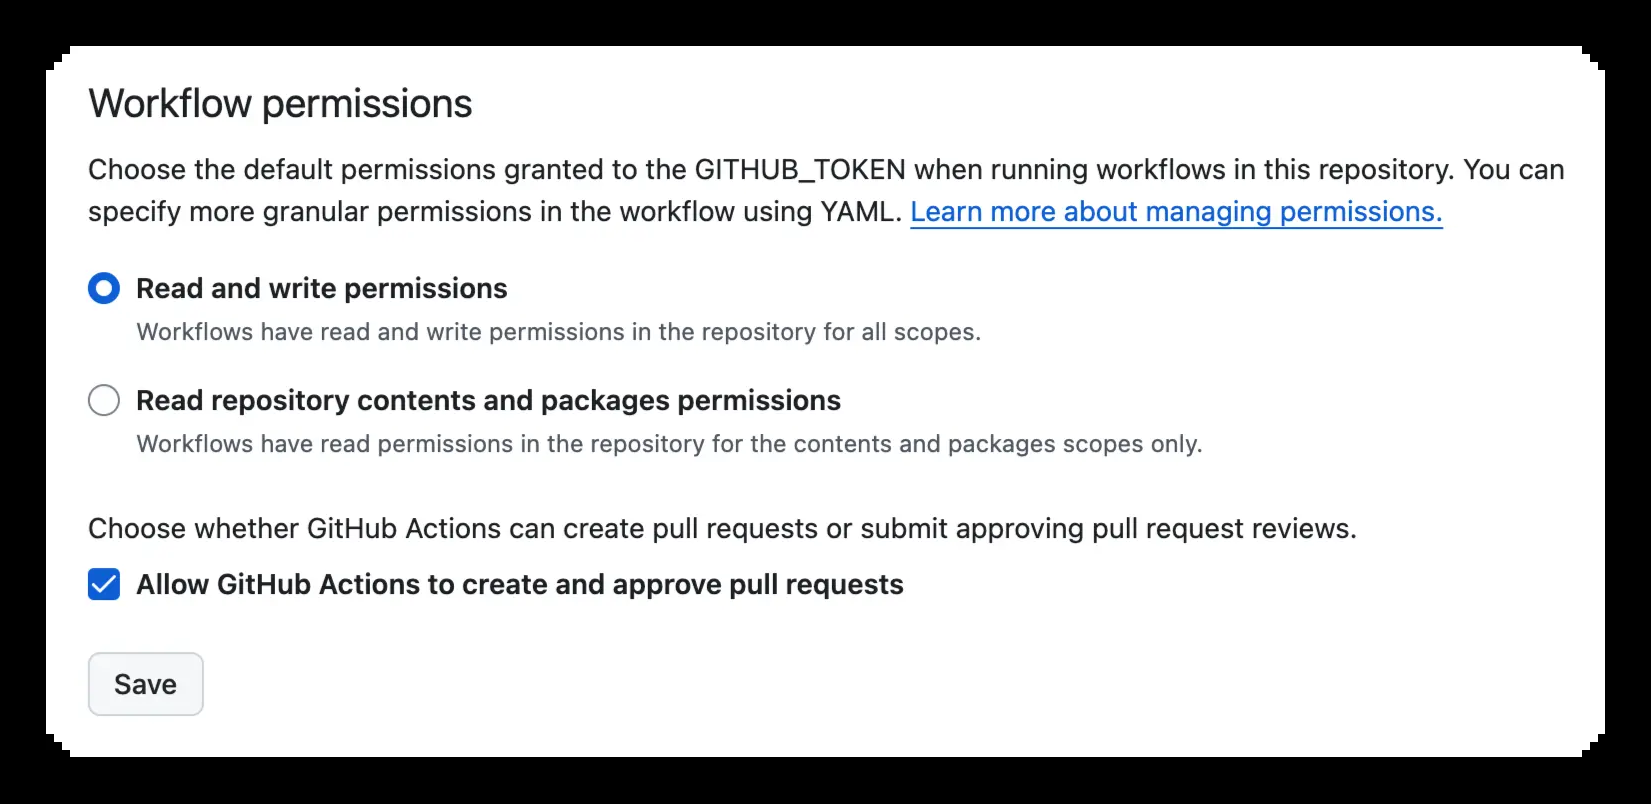 Workflow permissions
Choose the default permissions granted to the GITHUB_TOKEN when running workflows in this repository. You can
specify more granular permissions in the workflow using YAML. Learn more about managing permissions.
Read and write permissions
Workflows have read and write permissions in the repository for all scopes.
Read repository contents and packages permissions
Workflows have read permissions in the repository for the contents and packages scopes only.
Choose whether GitHub Actions can create pull requests or submit approving pull request reviews.
Allow GitHub Actions to create and approve pull requests
Save